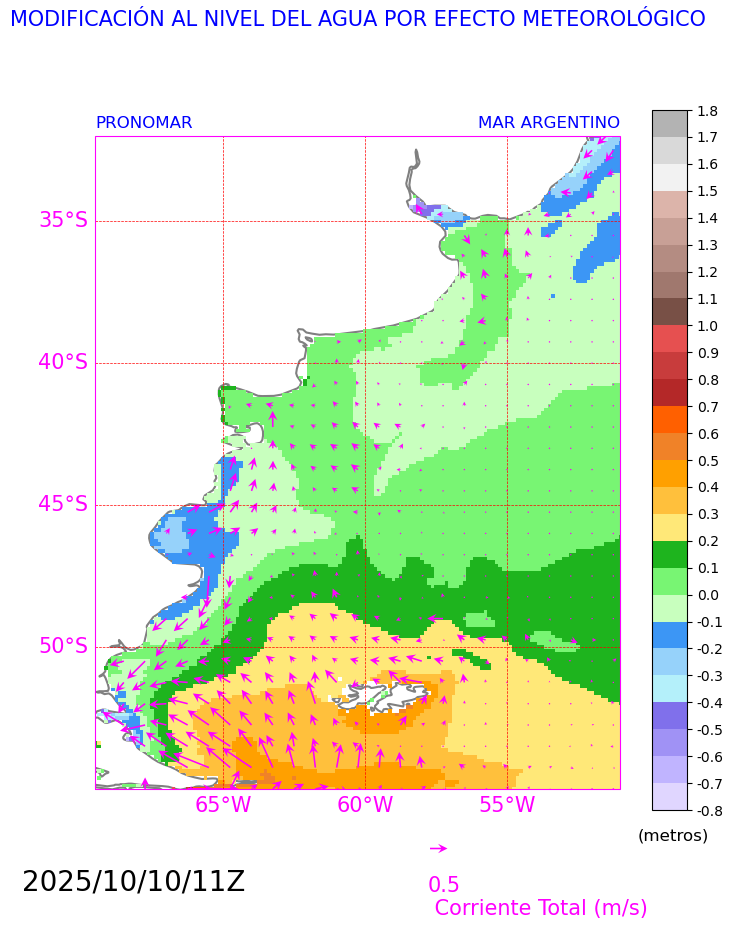 MODIFICACIÓN AL NIVEL DEL AGUA POR EFECTO METEOROLÓGICO
PRONOMAR MAR ARGENTINO
35°S
40°S
45°S
50°S
65°W 60°W 55°W
1.8
1.7
1.6
1.5
1.4
1.3
1.2
1.1
1.0
0.9
0.8
0.7
0.6
0.5
0.4
0.3
0.2
0.1
0.0
-0.1
-0.2
-0.3
-0.4
-0.5
-0.6
-0.7
-0.8
(metros)
2025/10/10/11Z
0.5
Corriente Total (m/s)